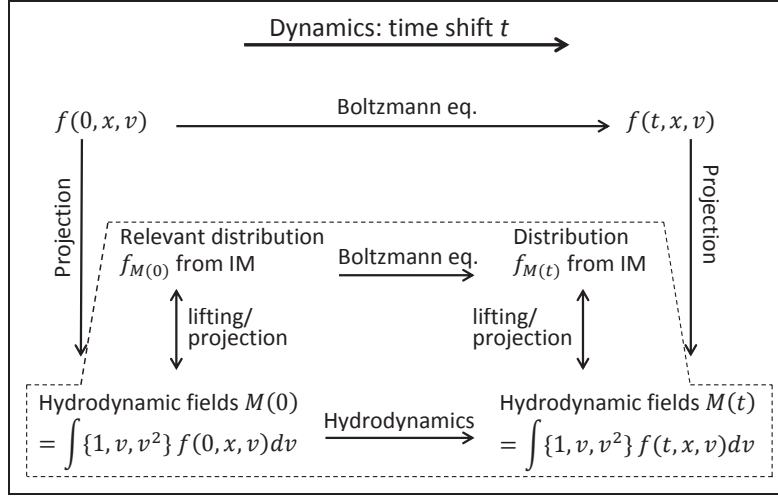 Dynamics: time shift t
Boltzmann eq.
f(0, x, v)
f(t, x, v)
Projection
Projection
Relevant distribution
f_{M(0)} from IM
Boltzmann eq.
Distribution
f_{M(t)} from IM
lifting/
projection
lifting/
projection
Hydrodynamic fields M(0)
= ∫{1, v, v²} f(0, x, v)dv
Hydrodynamics
Hydrodynamic fields M(t)
= ∫{1, v, v²} f(t, x, v)dv